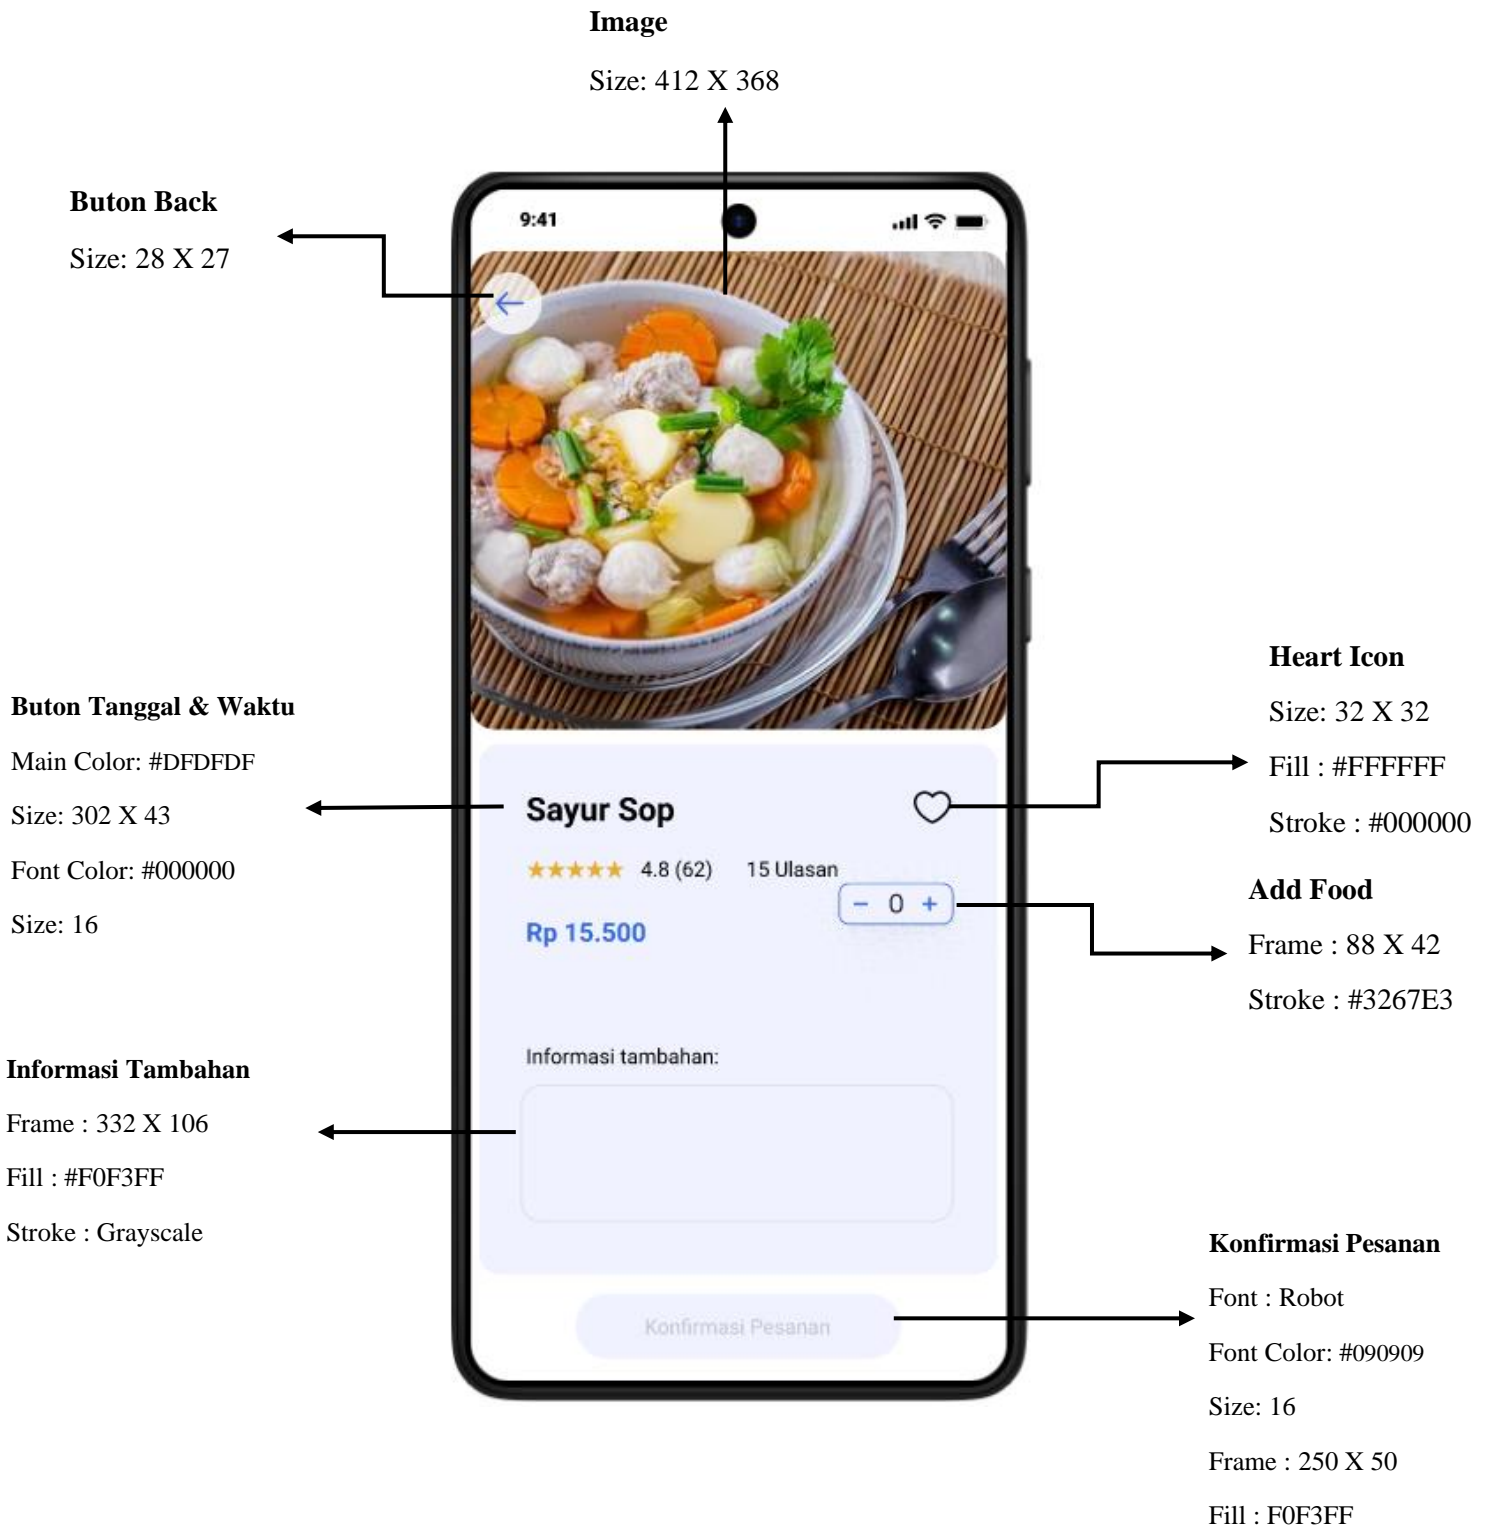 Image
Size: 412 X 368
Buton Back
Size: 28 X 27
9:41
Buton Tanggal & Waktu
Main Color: #DFDFDF
Size: 302 X 43
Font Color: #000000
Size: 16
Sayur Sop
4.8 (62) 15 Ulasan
- 0 +
Rp 15.500
Heart Icon
Size: 32 X 32
Fill : #FFFFFF
Stroke : #000000
Add Food
Frame : 88 X 42
Stroke : #3267E3
Informasi Tambahan
Frame : 332 X 106
Fill : #F0F3FF
Stroke : Grayscale
Informasi tambahan:
Konfirmasi Pesanan
Konfirmasi Pesanan
Font : Robot
Font Color: #090909
Size: 16
Frame : 250 X 50
Fill : F0F3FF